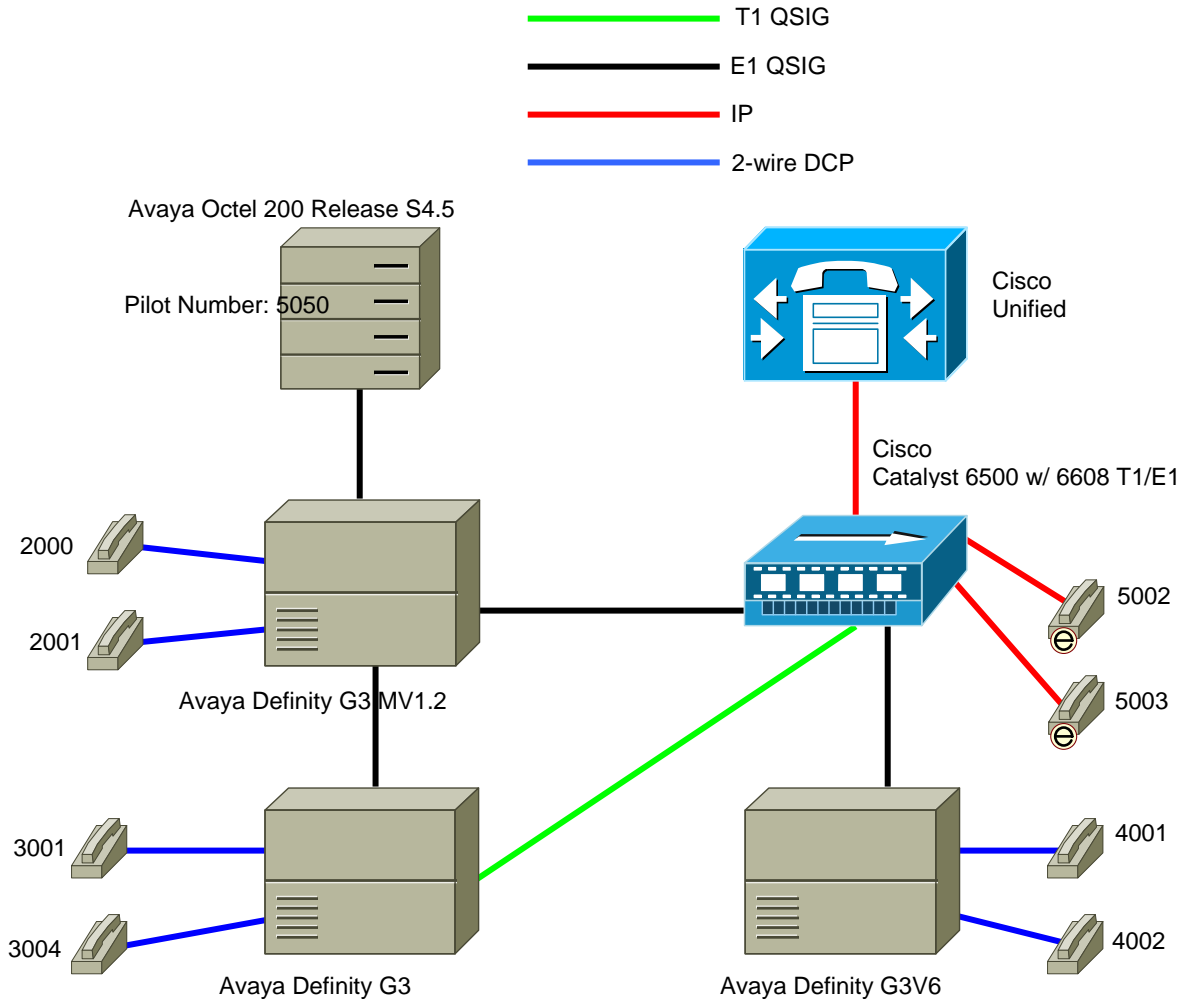 T1 QSIG
E1 QSIG
IP
2-wire DCP
Avaya Octel 200 Release S4.5
Pilot Number: 5050
Cisco
Unified
Cisco
Catalyst 6500 w/ 6608 T1/E1
2000
2001
5002
e
5003
e
Avaya Definity G3 MV1.2
3001
3004
4001
4002
Avaya Definity G3
Avaya Definity G3V6